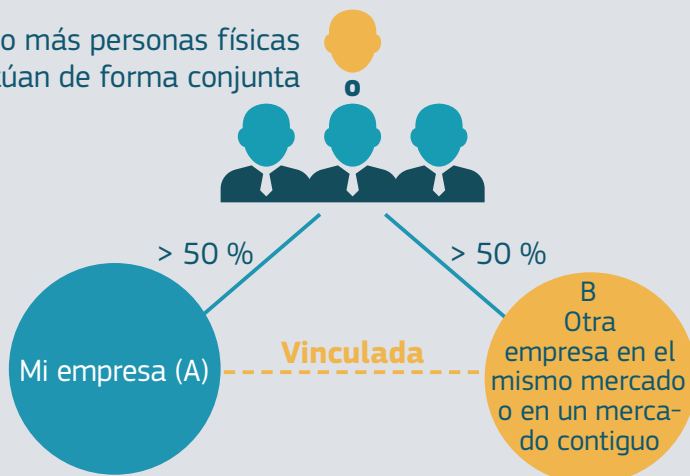 o más personas físicas
túan de forma conjunta
o
> 50 %
> 50 %
Mi empresa (A)
Vinculada
B
Otra
empresa en el
mismo mercado
o en un merca-
do contiguo